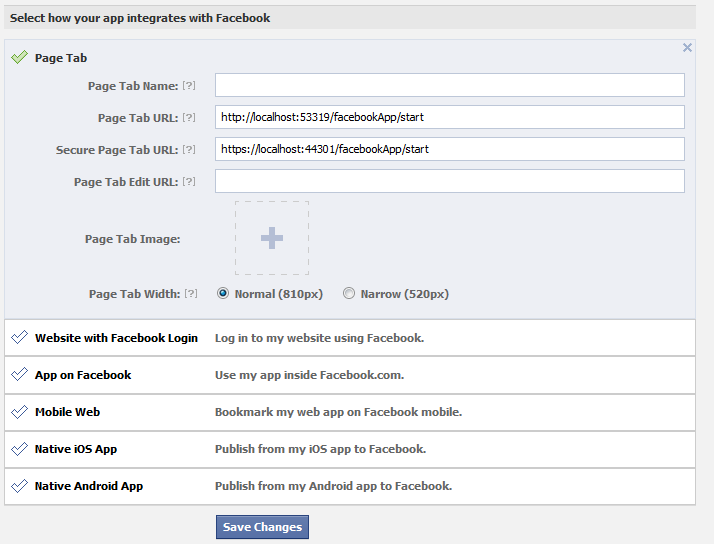 Select how your app integrates with Facebook
Page Tab
Page Tab Name: [?]
Page Tab URL: [?] http://localhost:53319/facebookApp/start
Secure Page Tab URL: [?] https://localhost:44301/facebookApp/start
Page Tab Edit URL: [?]
Page Tab Image:
Page Tab Width: [?] Normal (810px) Narrow (520px)
Website with Facebook Login Log in to my website using Facebook.
App on Facebook Use my app inside Facebook.com.
Mobile Web Bookmark my web app on Facebook mobile.
Native iOS App Publish from my iOS app to Facebook.
Native Android App Publish from my Android app to Facebook.
Save Changes